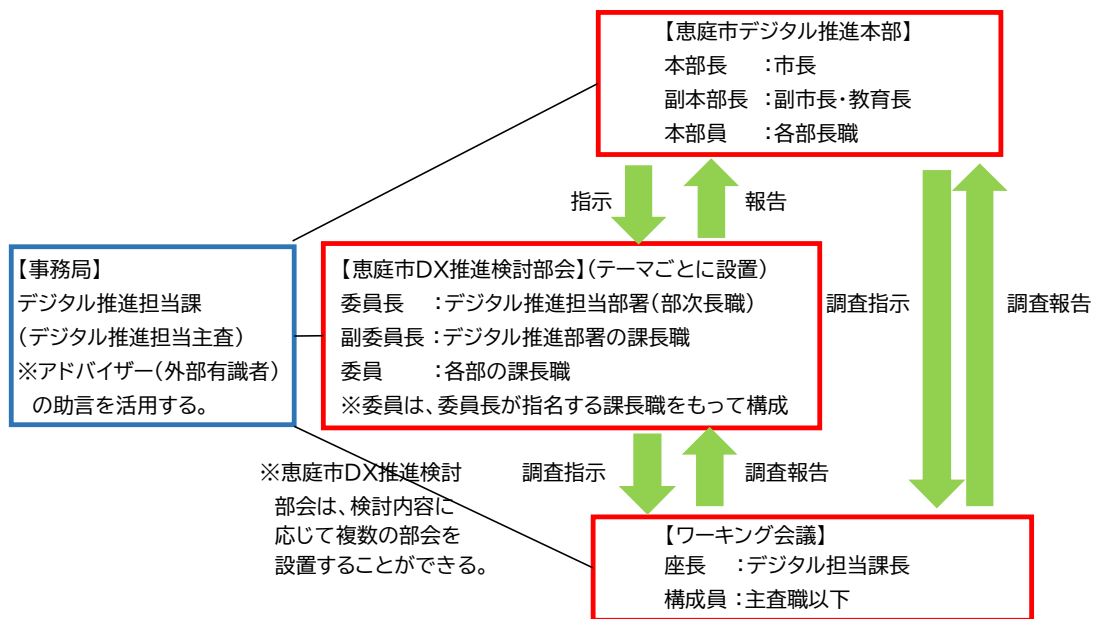 【恵庭市デジタル推進本部】
本部長　：市長
副本部長　：副市長・教育長
本部員　：各部長職
指示
報告
【事務局】
デジタル推進担当課
（デジタル推進担当主査）
※アドバイザー（外部有識者）
の助言を活用する。
【恵庭市DX推進検討部会】（テーマごとに設置）
委員長　：デジタル推進担当部署（部次長職）
副委員長：デジタル推進部署の課長職
委員　：各部の課長職
※委員は、委員長が指名する課長職をもって構成
調査指示
調査報告
※恵庭市DX推進検討
部会は、検討内容に
応じて複数の部会を
設置することができる。
調査指示
調査報告
【ワーキング会議】
座長　：デジタル担当課長
構成員：主査職以下